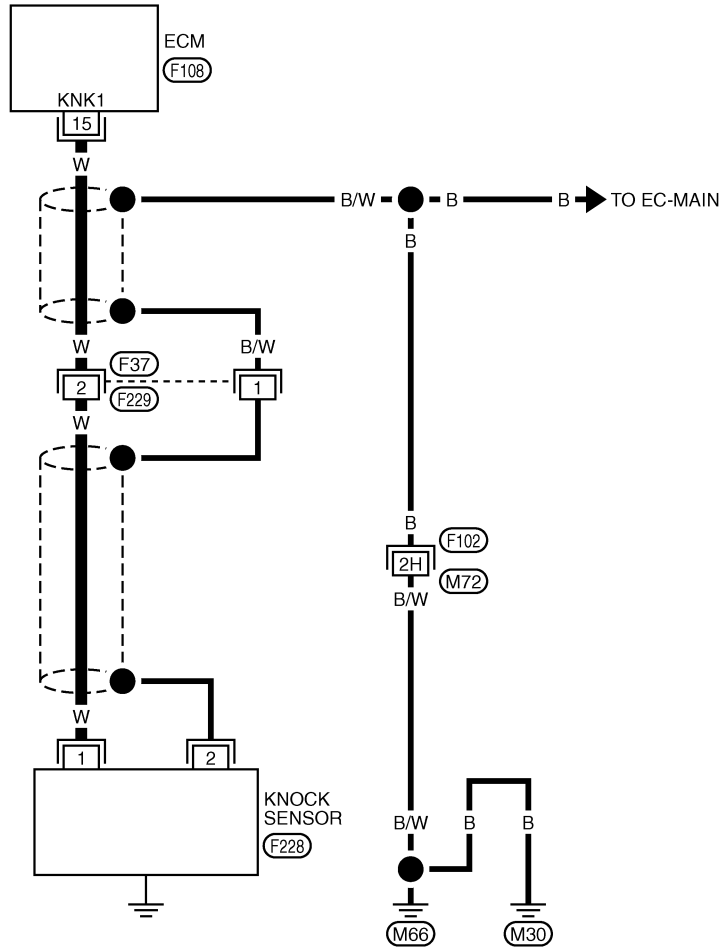 ECM
F108
KNK1
15
W
B/W
B
B
TO EC-MAIN
B
W
B/W
F37
2
1
F229
W
B
F102
2H
M72
B/W
W
1
2
KNOCK
SENSOR
F228
B/W
B
B
M66
M30